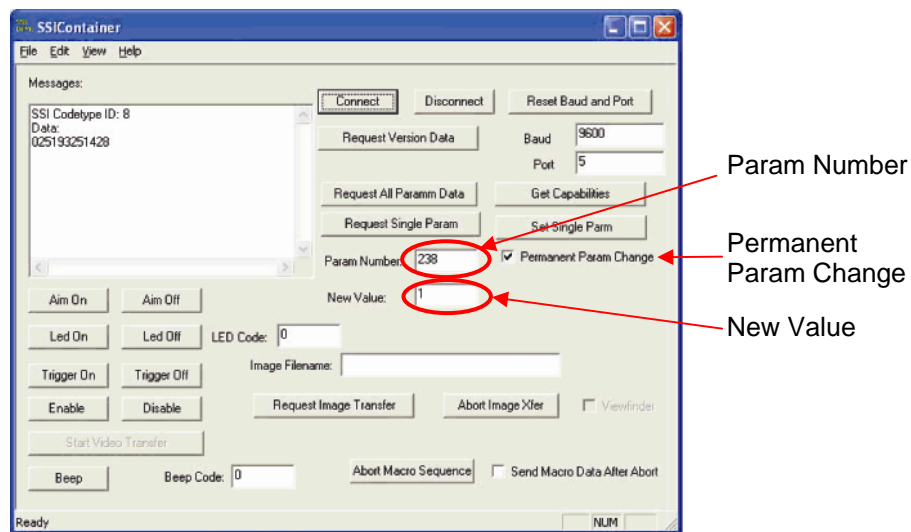 SSIContainer
File Edit View Help
Messages:
SSI Codetype ID: 8
Data:
025193251428
Connect Disconnect Reset Baud and Port
Request Version Data Baud 9600
Port 5
Request All Paramm Data Get Capabilities
Request Single Param Set Single Parm
Param Number: 238 Permanent Param Change
New Value: 1
Param Number
Permanent
Param Change
New Value
Aim On Aim Off
Led On Led Off LED Code: 0
Image Filename:
Trigger On Trigger Off
Enable Disable Request Image Transfer Abort Image Xfer Viewfinder
Start Video Transfer
Beep Beep Code: 0 Abort Macro Sequence Send Macro Data After Abort
Ready NUM